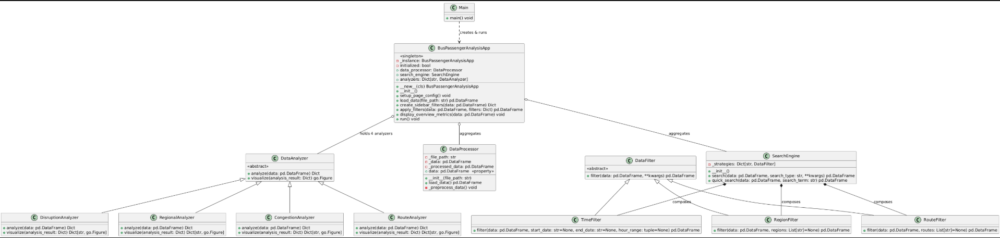 C Main
main() void
creates & runs
C BusPassengerAnalysisApp
«singleton»
_instance: BusPassengerAnalysisApp
initialized: bool
data_processor: DataProcessor
search_engine: SearchEngine
analyzers: Dict[str, DataAnalyzer]
__new__(cls) BusPassengerAnalysisApp
__init__()
setup_page_config() void
load_data(file_path: str) pd.DataFrame
create_sidebar_filters(data: pd.DataFrame) Dict
apply_filters(data: pd.DataFrame, filters: Dict) pd.DataFrame
display_overview_metrics(data: pd.DataFrame) void
run() void
holds 4 analyzers
aggregates
aggregates
C DataAnalyzer
«abstract»
analyze(data: pd.DataFrame) Dict
visualize(analysis_result: Dict) go.Figure
C DataProcessor
_file_path: str
_data: pd.DataFrame
_processed_data: pd.DataFrame
data: pd.DataFrame «property»
__init__(file_path: str)
load_data() pd.DataFrame
_preprocess_data() void
C DataFilter
«abstract»
filter(data: pd.DataFrame, **kwargs) pd.DataFrame
C SearchEngine
_strategies: Dict[str, DataFilter]
__init__()
search(data: pd.DataFrame, search_type: str, **kwargs) pd.DataFrame
quick_search(data: pd.DataFrame, search_term: str) pd.DataFrame
composes
composes
composes
C DisruptionAnalyzer
analyze(data: pd.DataFrame) Dict
visualize(analysis_result: Dict) Dict[str, go.Figure]
C RegionalAnalyzer
analyze(data: pd.DataFrame) Dict
visualize(analysis_result: Dict) Dict[str, go.Figure]
C CongestionAnalyzer
analyze(data: pd.DataFrame) Dict
visualize(analysis_result: Dict) Dict[str, go.Figure]
C RouteAnalyzer
analyze(data: pd.DataFrame) Dict
visualize(analysis_result: Dict) Dict[str, go.Figure]
C TimeFilter
filter(data: pd.DataFrame, start_date: str=None, end_date: str=None, hour_range: tuple=None) pd.DataFrame
C RegionFilter
filter(data: pd.DataFrame, regions: List[str]=None) pd.DataFrame
C RouteFilter
filter(data: pd.DataFrame, routes: List[str]=None) pd.DataFrame